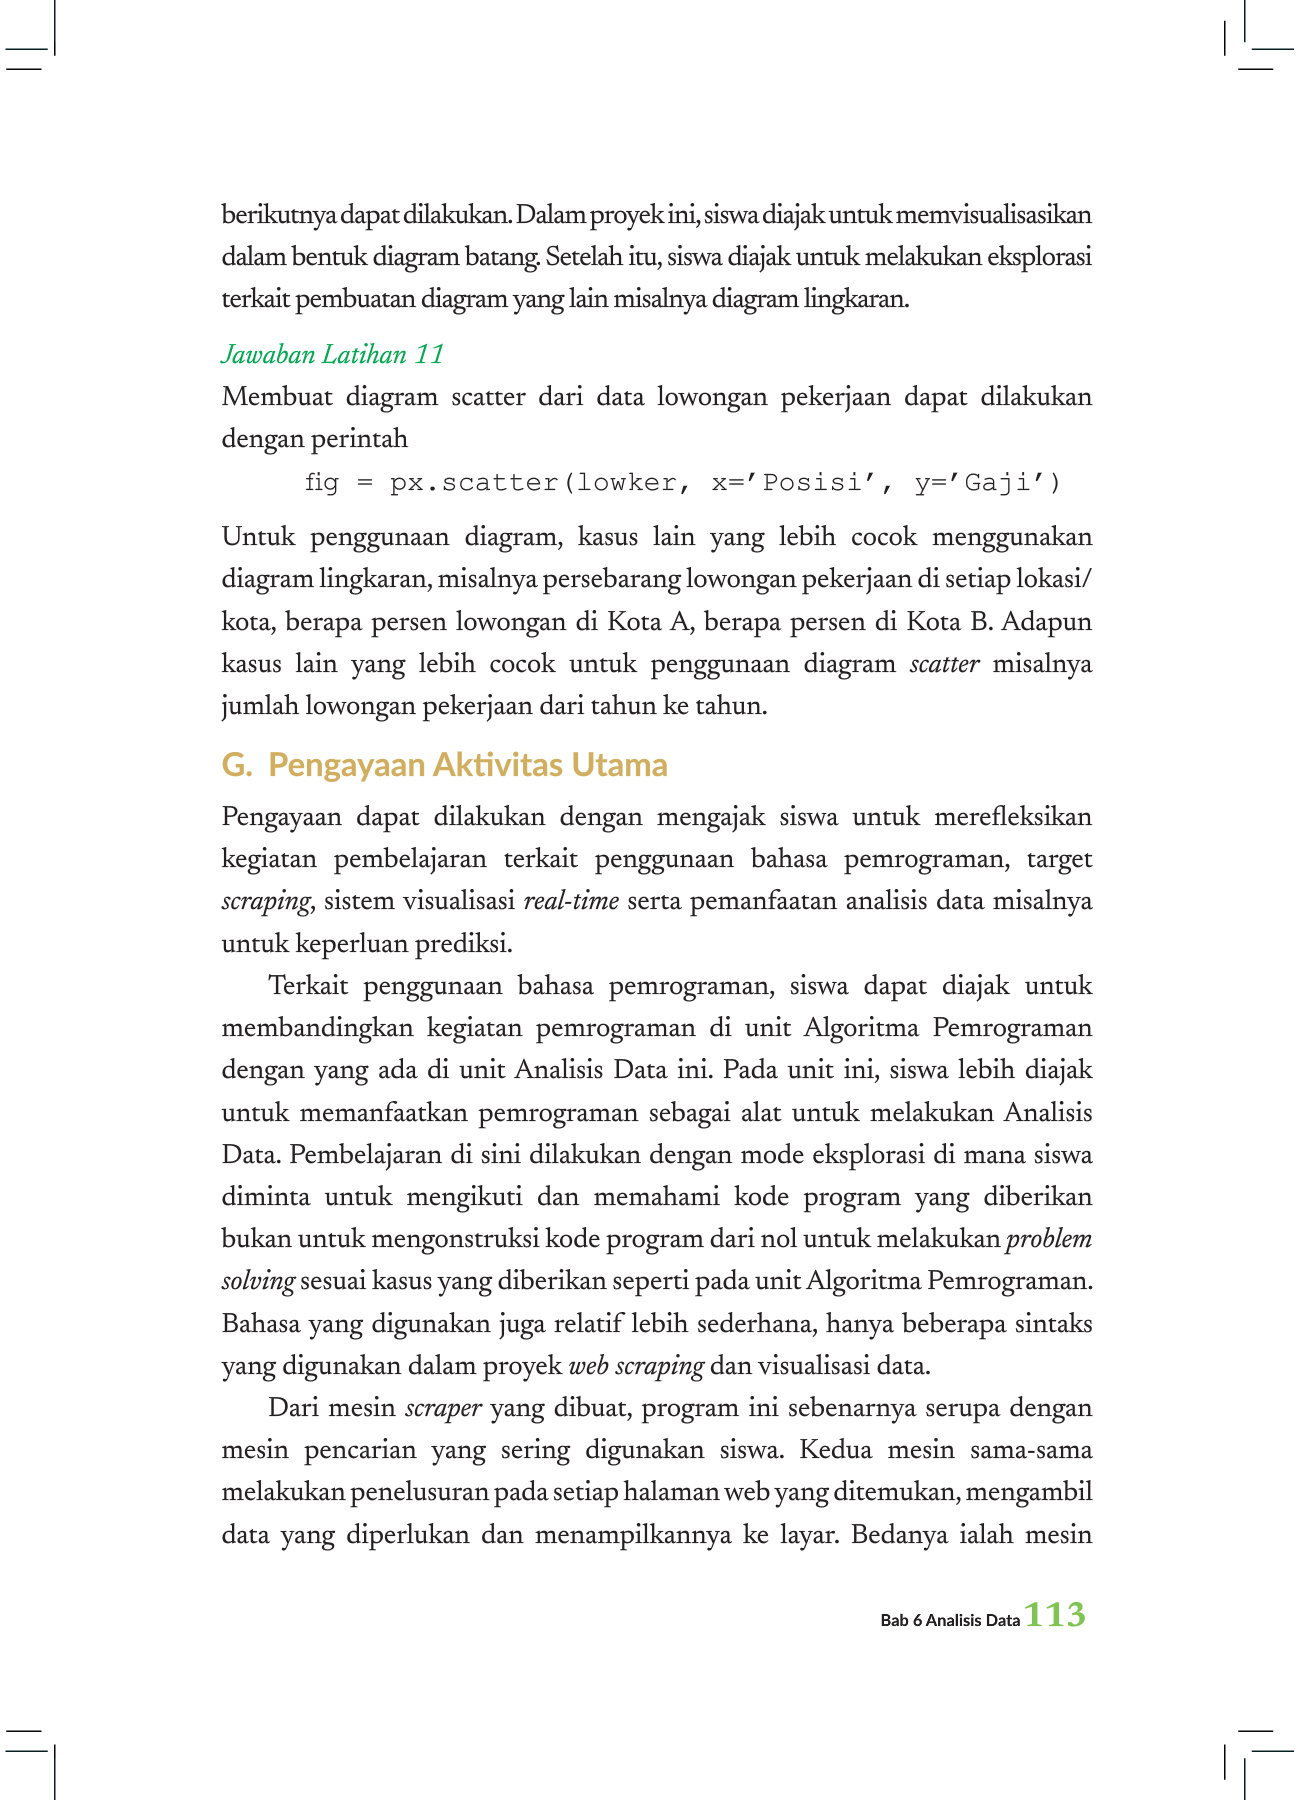 berikutnya dapat dilakukan. Dalam proyek ini, siswa diajak untuk memvisualisasikan
dalam bentuk diagram batang. Setelah itu, siswa diajak untuk melakukan eksplorasi
terkait pembuatan diagram yang lain misalnya diagram lingkaran.
Jawaban Latihan 11
Membuat diagram scatter dari data lowongan pekerjaan dapat dilakukan
dengan perintah
fig = px.scatter(lowker, x=’Posisi’, y=’Gaji’)
Untuk penggunaan diagram, kasus lain yang lebih cocok menggunakan
diagram lingkaran, misalnya persebarang lowongan pekerjaan di setiap lokasi/
kota, berapa persen lowongan di Kota A, berapa persen di Kota B. Adapun
kasus lain yang lebih cocok untuk penggunaan diagram scatter misalnya
jumlah lowongan pekerjaan dari tahun ke tahun.
G. Pengayaan Aktivitas Utama
Pengayaan dapat dilakukan dengan mengajak siswa untuk merefleksikan
kegiatan pembelajaran terkait penggunaan bahasa pemrograman, target
scraping, sistem visualisasi real-time serta pemanfaatan analisis data misalnya
untuk keperluan prediksi.
Terkait penggunaan bahasa pemrograman, siswa dapat diajak untuk
membandingkan kegiatan pemrograman di unit Algoritma Pemrograman
dengan yang ada di unit Analisis Data ini. Pada unit ini, siswa lebih diajak
untuk memanfaatkan pemrograman sebagai alat untuk melakukan Analisis
Data. Pembelajaran di sini dilakukan dengan mode eksplorasi di mana siswa
diminta untuk mengikuti dan memahami kode program yang diberikan
bukan untuk mengonstruksi kode program dari nol untuk melakukan problem
solving sesuai kasus yang diberikan seperti pada unit Algoritma Pemrograman.
Bahasa yang digunakan juga relatif lebih sederhana, hanya beberapa sintaks
yang digunakan dalam proyek web scraping dan visualisasi data.
Dari mesin scraper yang dibuat, program ini sebenarnya serupa dengan
mesin pencarian yang sering digunakan siswa. Kedua mesin sama-sama
melakukan penelusuran pada setiap halaman web yang ditemukan, mengambil
data yang diperlukan dan menampilkannya ke layar. Bedanya ialah mesin
Bab 6 Analisis Data 113